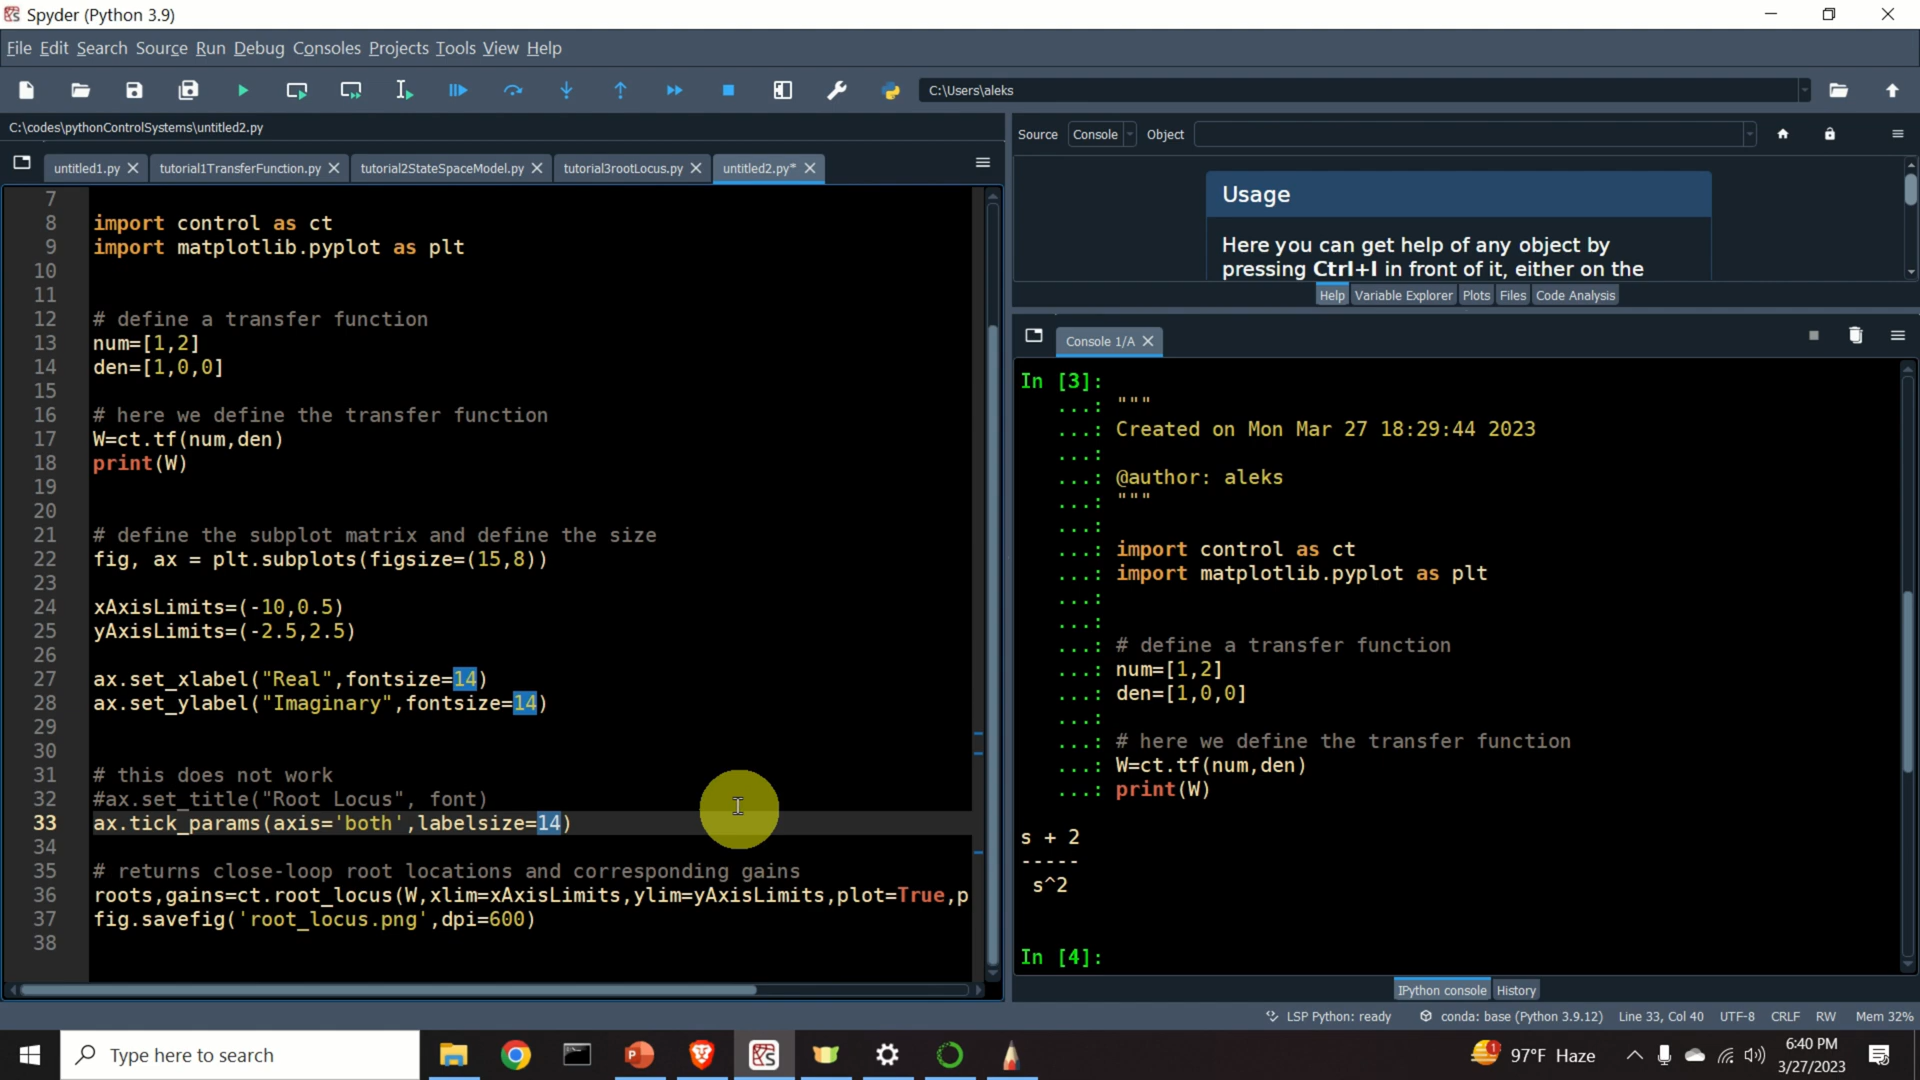 Spyder (Python 3.9)
File Edit Search Source Run Debug Consoles Projects Tools View Help
C:\Users\aleks
C:\codes\pythonControlSystems\untitled2.py
untitled1.py tutorial1TransferFunction.py tutorial2StateSpaceModel.py tutorial3rootLocus.py untitled2.py*
7
8 import control as ct
9 import matplotlib.pyplot as plt
10
11
12 # define a transfer function
13 num=[1,2]
14 den=[1,0,0]
15
16 # here we define the transfer function
17 W=ct.tf(num,den)
18 print(W)
19
20
21 # define the subplot matrix and define the size
22 fig, ax = plt.subplots(figsize=(15,8))
23
24 xAxisLimits=(-10,0.5)
25 yAxisLimits=(-2.5,2.5)
26
27 ax.set_xlabel("Real",fontsize=14)
28 ax.set_ylabel("Imaginary",fontsize=14)
29
30
31 # this does not work
32 #ax.set_title("Root Locus", font)
33 ax.tick_params(axis='both',labelsize=14)
34
35 # returns close-loop root locations and corresponding gains
36 roots,gains=ct.root_locus(W,xlim=xAxisLimits,ylim=yAxisLimits,plot=True,p
37 fig.savefig('root_locus.png',dpi=600)
38
Source Console Object
Usage
Here you can get help of any object by
pressing Ctrl+I in front of it, either on the
Help Variable Explorer Plots Files Code Analysis
Console 1/A
In [3]:
...: """
...: Created on Mon Mar 27 18:29:44 2023
...:
...: @author: aleks
...: """
...:
...: import control as ct
...: import matplotlib.pyplot as plt
...:
...:
...: # define a transfer function
...: num=[1,2]
...: den=[1,0,0]
...:
...: # here we define the transfer function
...: W=ct.tf(num,den)
...: print(W)
s + 2
-----
s^2
In [4]:
IPython console History
LSP Python: ready conda: base (Python 3.9.12) Line 33, Col 40 UTF-8 CRLF RW Mem 32%
Type here to search
1
97°F Haze
6:40 PM
3/27/2023